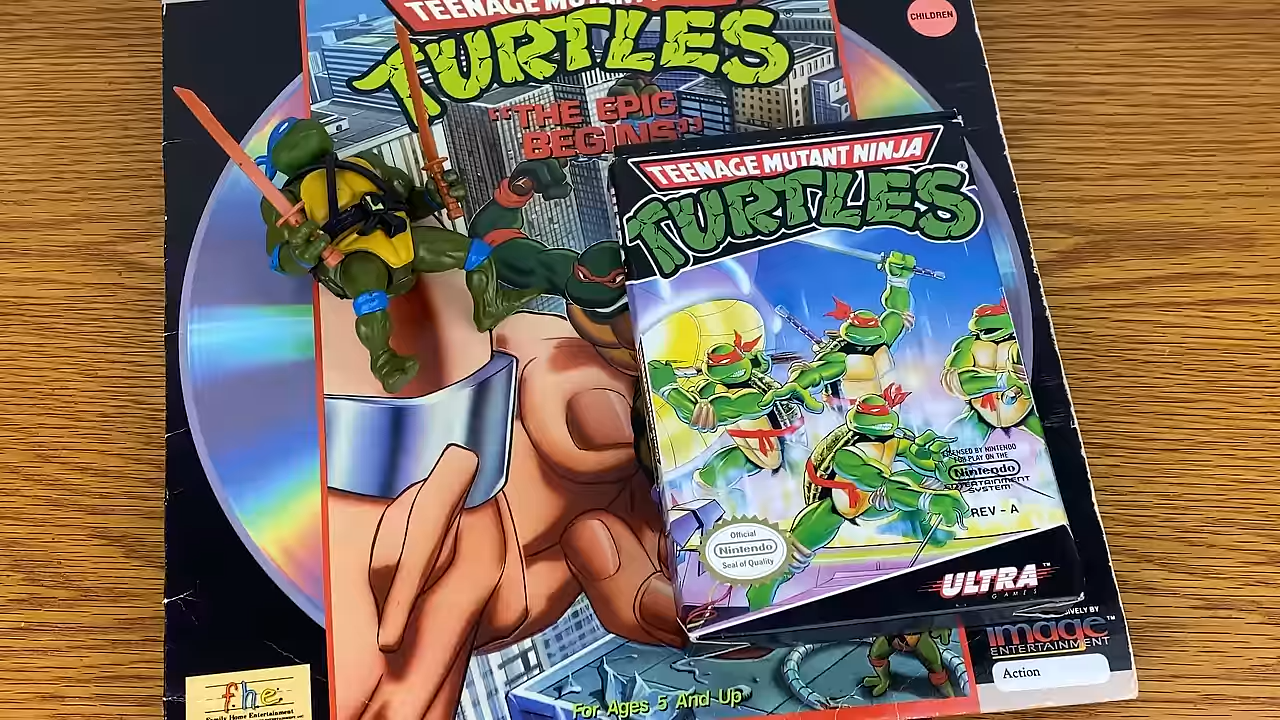 TEENAGE MUTANT
TURTLES
CHILDREN
"THE EPIC
BEGINS"
TEENAGE MUTANT NINJA
TURTLES
LICENSED BY NINTENDO
FOR PLAY ON THE
Nintendo
ENTERTAINMENT
SYSTEM
REV-A
Official
Nintendo
Seal of Quality
ULTRA
GAMES
BY
image
ENTERTAINMENT
Action
fhe
Family Home Entertainment
For Ages 5 And Up